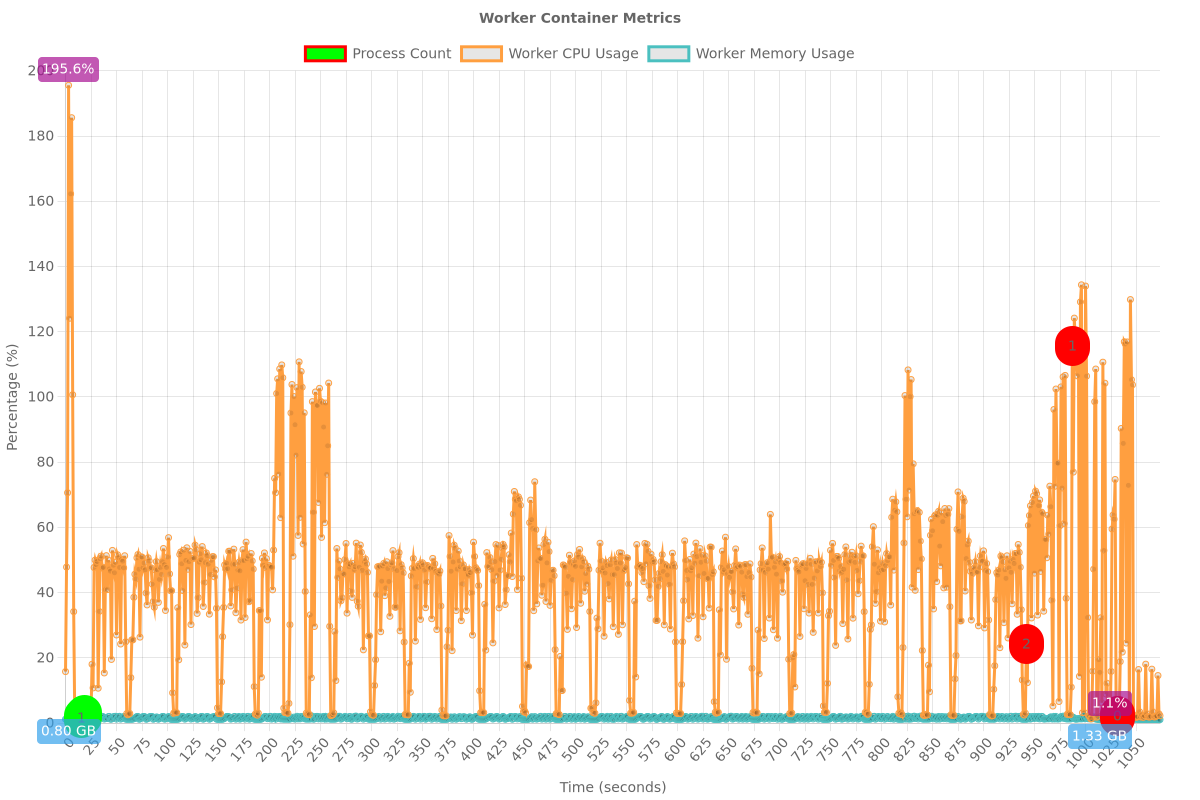 Worker Container Metrics
Process Count Worker CPU Usage Worker Memory Usage
195.6%
180
160
140
120
100
80
60
40
20
0
Percentage (%)
1
2
1
1.1%
0.80 GB
1.33 GB
0 25 50 75 100 125 150 175 200 225 250 275 300 325 350 375 400 425 450 475 500 525 550 575 600 625 650 675 700 725 750 775 800 825 850 875 900 925 950 975 1000 1025 1050
Time (seconds)